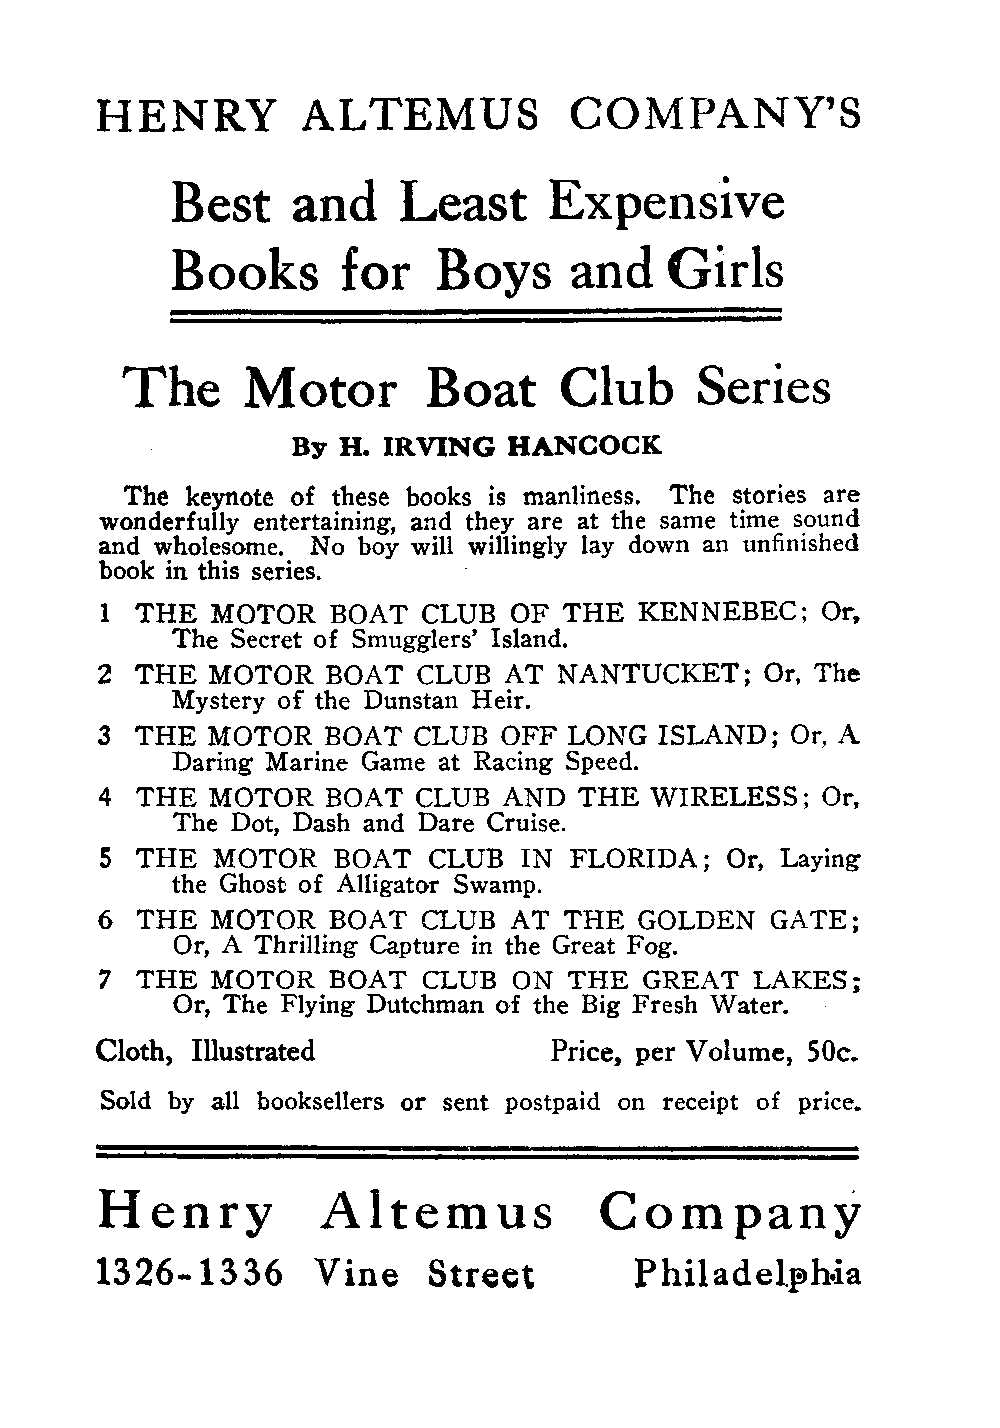 HENRY ALTEMUS COMPANY'S
Best and Least Expensive
Books for Boys and Girls
The Motor Boat Club Series
By H. IRVING HANCOCK
The keynote of these books is manliness. The stories are
wonderfully entertaining, and they are at the same time sound
and wholesome. No boy will willingly lay down an unfinished
book in this series.
1 THE MOTOR BOAT CLUB OF THE KENNEBEC; Or,
The Secret of Smugglers' Island.
2 THE MOTOR BOAT CLUB AT NANTUCKET; Or, The
Mystery of the Dunstan Heir.
3 THE MOTOR BOAT CLUB OFF LONG ISLAND; Or, A
Daring Marine Game at Racing Speed.
4 THE MOTOR BOAT CLUB AND THE WIRELESS; Or,
The Dot, Dash and Dare Cruise.
5 THE MOTOR BOAT CLUB IN FLORIDA; Or, Laying
the Ghost of Alligator Swamp.
6 THE MOTOR BOAT CLUB AT THE GOLDEN GATE;
Or, A Thrilling Capture in the Great Fog.
7 THE MOTOR BOAT CLUB ON THE GREAT LAKES;
Or, The Flying Dutchman of the Big Fresh Water.
Cloth, Illustrated Price, per Volume, 50c.
Sold by all booksellers or sent postpaid on receipt of price.
Henry Altemus Company
1326-1336 Vine Street Philadelphia